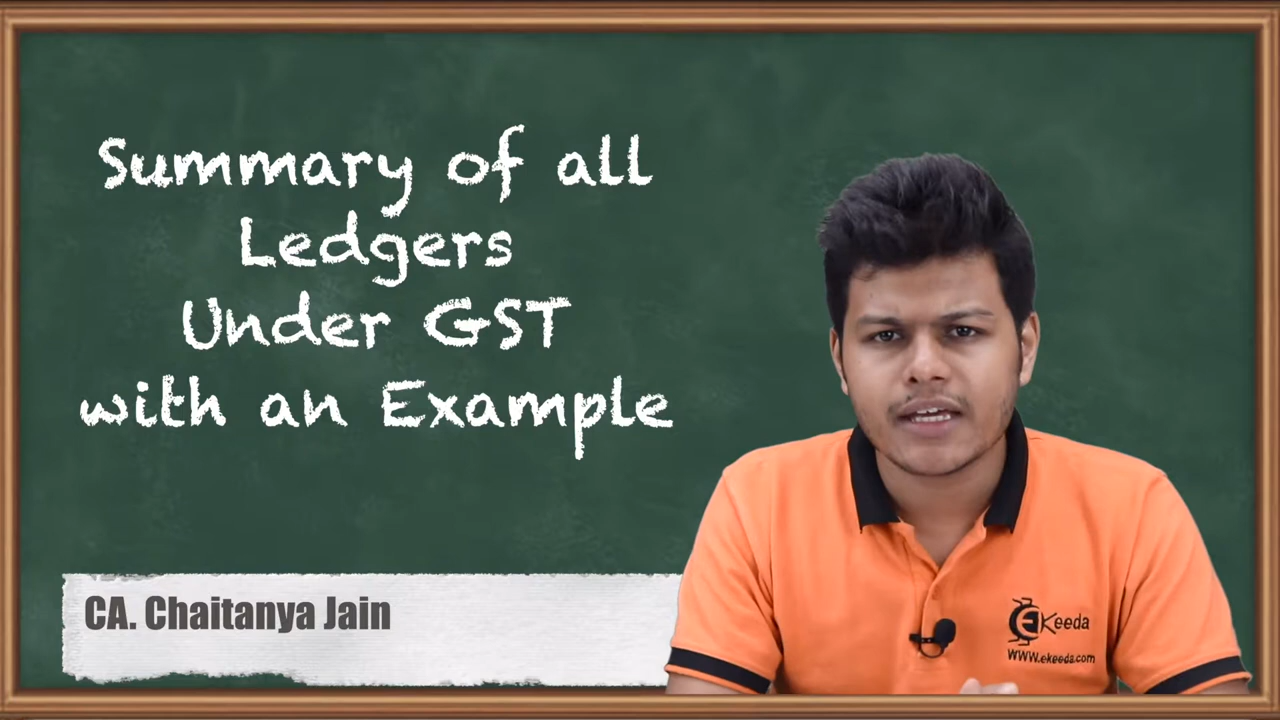 Summary of all
Ledgers
Under GST
with an Example
CA. Chaitanya Jain
EKeeda
WWW.ekeeda.com